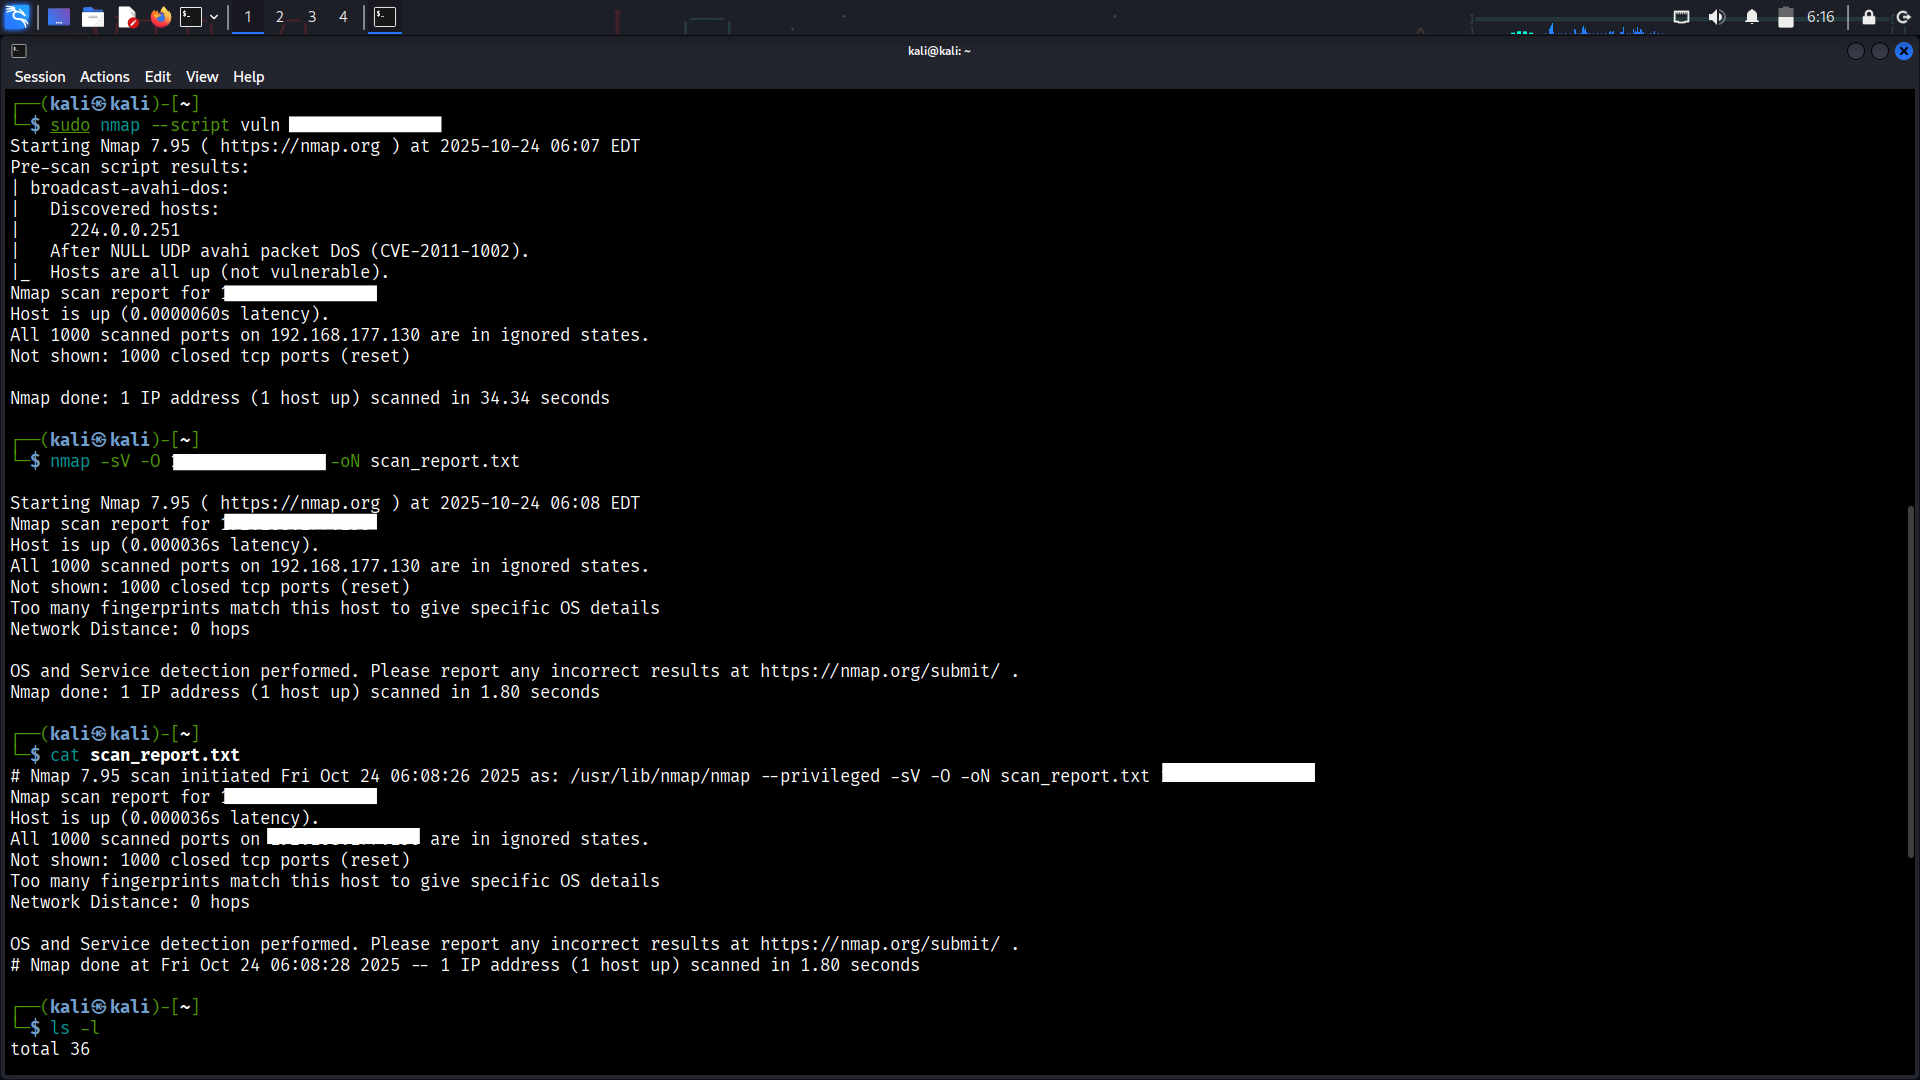 1 2 3 4 6:16
kali@kali: ~
Session Actions Edit View Help
┌──(kali㉿kali)-[~]
└─$ sudo nmap --script vuln
Starting Nmap 7.95 ( https://nmap.org ) at 2025-10-24 06:07 EDT
Pre-scan script results:
| broadcast-avahi-dos:
|   Discovered hosts:
|     224.0.0.251
|   After NULL UDP avahi packet DoS (CVE-2011-1002).
|_  Hosts are all up (not vulnerable).
Nmap scan report for
Host is up (0.0000060s latency).
All 1000 scanned ports on 192.168.177.130 are in ignored states.
Not shown: 1000 closed tcp ports (reset)
Nmap done: 1 IP address (1 host up) scanned in 34.34 seconds
┌──(kali㉿kali)-[~]
└─$ nmap -sV -O -oN scan_report.txt
Starting Nmap 7.95 ( https://nmap.org ) at 2025-10-24 06:08 EDT
Nmap scan report for
Host is up (0.000036s latency).
All 1000 scanned ports on 192.168.177.130 are in ignored states.
Not shown: 1000 closed tcp ports (reset)
Too many fingerprints match this host to give specific OS details
Network Distance: 0 hops
OS and Service detection performed. Please report any incorrect results at https://nmap.org/submit/ .
Nmap done: 1 IP address (1 host up) scanned in 1.80 seconds
┌──(kali㉿kali)-[~]
└─$ cat scan_report.txt
# Nmap 7.95 scan initiated Fri Oct 24 06:08:26 2025 as: /usr/lib/nmap/nmap --privileged -sV -O -oN scan_report.txt
Nmap scan report for
Host is up (0.000036s latency).
All 1000 scanned ports on are in ignored states.
Not shown: 1000 closed tcp ports (reset)
Too many fingerprints match this host to give specific OS details
Network Distance: 0 hops
OS and Service detection performed. Please report any incorrect results at https://nmap.org/submit/ .
# Nmap done at Fri Oct 24 06:08:28 2025 -- 1 IP address (1 host up) scanned in 1.80 seconds
┌──(kali㉿kali)-[~]
└─$ ls -l
total 36